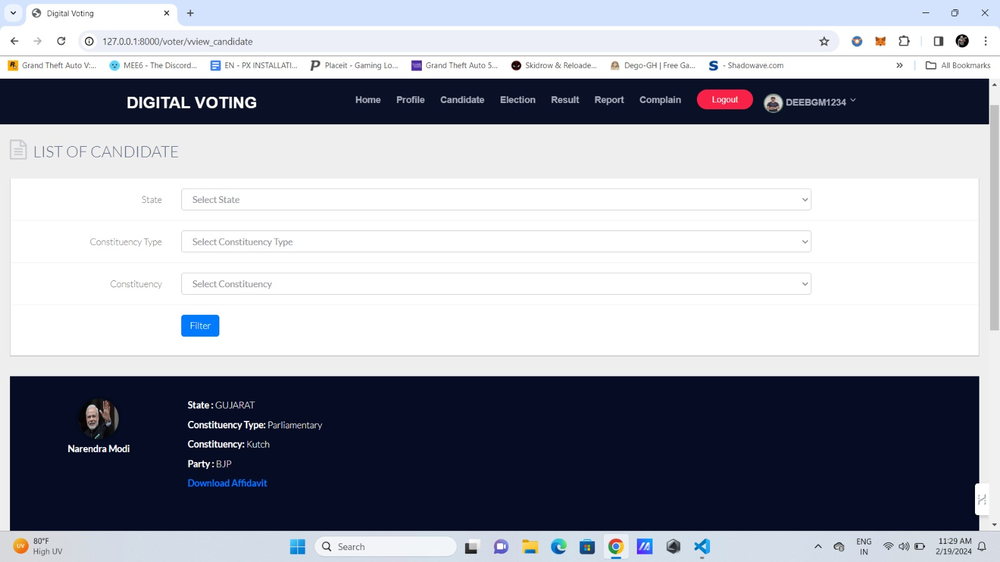 Digital Voting
127.0.0.1:8000/voter/vview_candidate
Grand Theft Auto V:...
MEE6 - The Discord...
EN - PX INSTALLATI...
Placeit - Gaming Lo...
Grand Theft Auto 5...
Skidrow & Reloade...
Dego-GH | Free Ga...
- Shadowave.com
All Bookmarks
DIGITAL VOTING
Home
Profile
Candidate
Election
Result
Report
Complain
Logout
DEEBGM1234
LIST OF CANDIDATE
State
Select State
Constituency Type
Select Constituency Type
Constituency
Select Constituency
Filter
Narendra Modi
State : GUJARAT
Constituency Type: Parliamentary
Constituency: Kutch
Party : BJP
Download Affidavit
UV
80°F
High UV
Search
ENG
IN
11:29 AM
2/19/2024